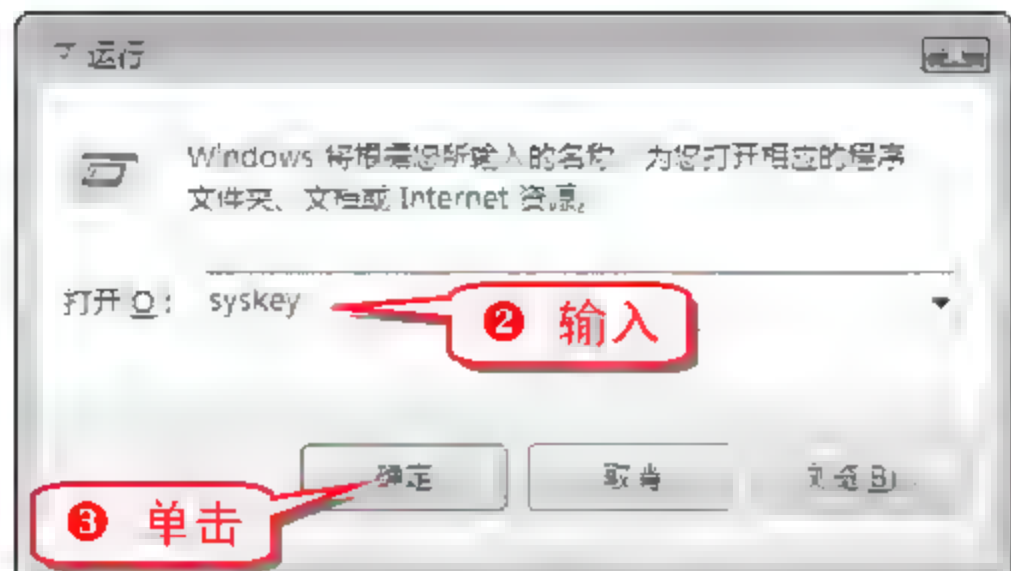 运行
Windows 将根据您所输入的名称 为您打开相应的程序
文件夹、文档或 Internet 资源。
打开 O: syskey
❷ 输入
确定 取消 浏览 B)
❸ 单击